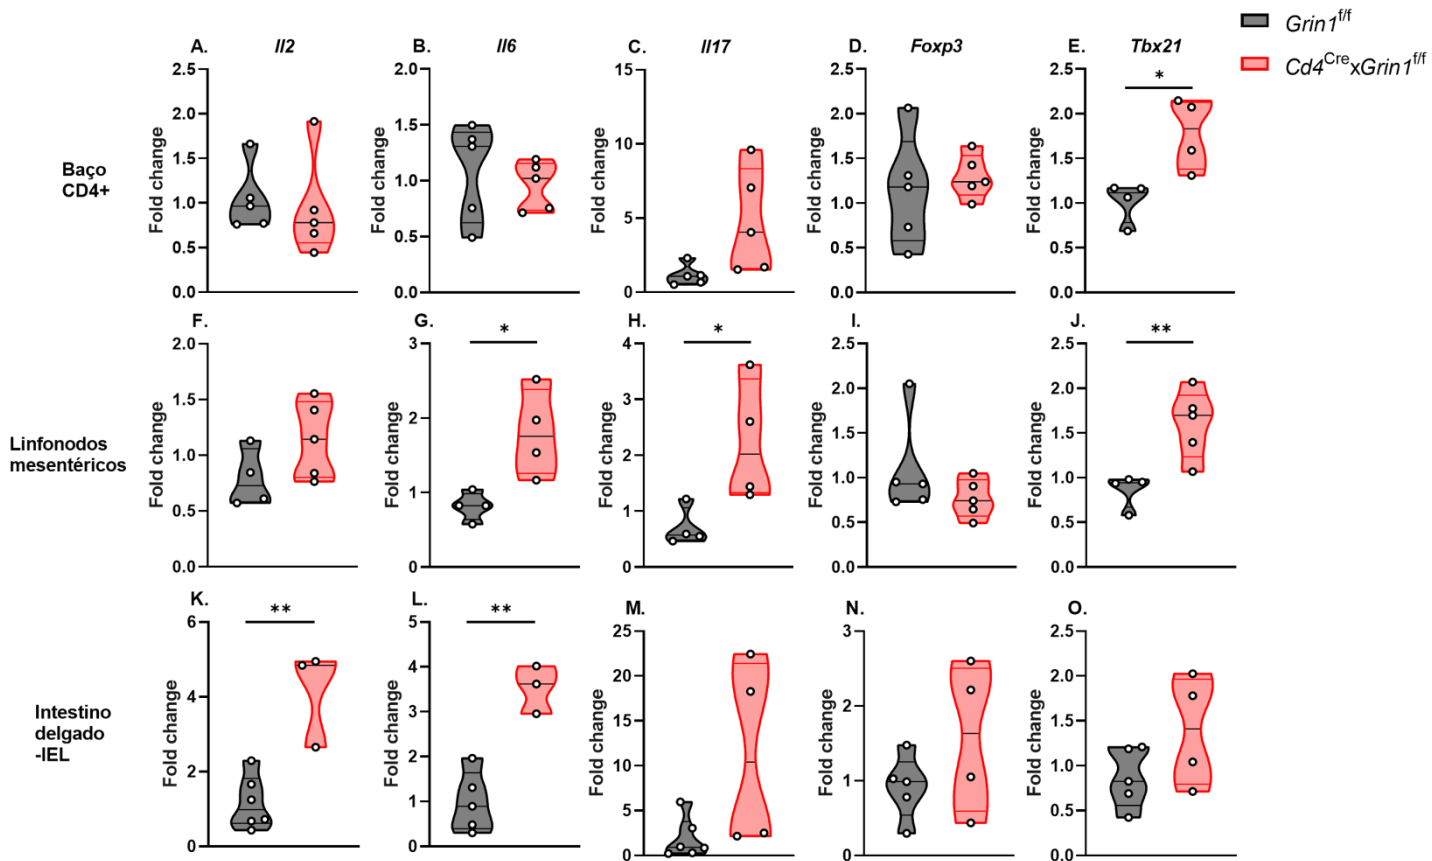 Grin1f/f
Cd4CrexGrin1f/f
A. Il2
B. Il6
C. Il17
D. Foxp3
E. Tbx21
Baço
CD4+
Fold change
2.5
2.0
1.5
1.0
0.5
0.0
Fold change
2.0
1.5
1.0
0.5
0.0
Fold change
15
10
5
0
Fold change
2.5
2.0
1.5
1.0
0.5
0.0
Fold change
2.5
2.0
1.5
1.0
0.5
0.0
*
Linfonodos
mesentéricos
F.
Fold change
2.0
1.5
1.0
0.5
0.0
G.
Fold change
3
2
1
0
*
H.
Fold change
4
3
2
1
0
*
I.
Fold change
2.5
2.0
1.5
1.0
0.5
0.0
J.
Fold change
2.5
2.0
1.5
1.0
0.5
0.0
**
Intestino
delgado
-IEL
K.
Fold change
6
4
2
0
**
L.
Fold change
5
4
3
2
1
0
**
M.
Fold change
25
20
15
10
5
0
N.
Fold change
3
2
1
0
O.
Fold change
2.5
2.0
1.5
1.0
0.5
0.0